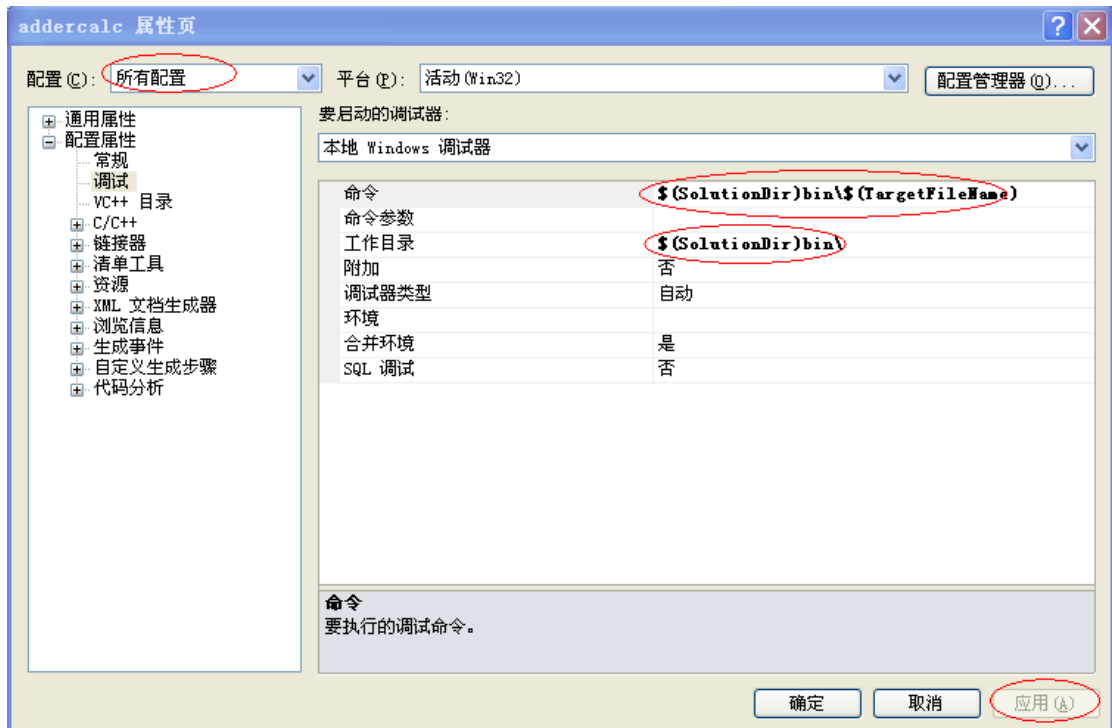 addercalc 属性页
配置(C): 所有配置 平台(P): 活动(Win32) 配置管理器(O)...
通用属性
配置属性
常规
调试
VC++ 目录
C/C++
链接器
清单工具
资源
XML 文档生成器
浏览信息
生成事件
自定义生成步骤
代码分析
要启动的调试器:
本地 Windows 调试器
命令 $(SolutionDir)bin\$(TargetFileName)
命令参数
工作目录 $(SolutionDir)bin\
附加 否
调试器类型 自动
环境
合并环境 是
SQL 调试 否
命令
要执行的调试命令。
确定 取消 应用(A)